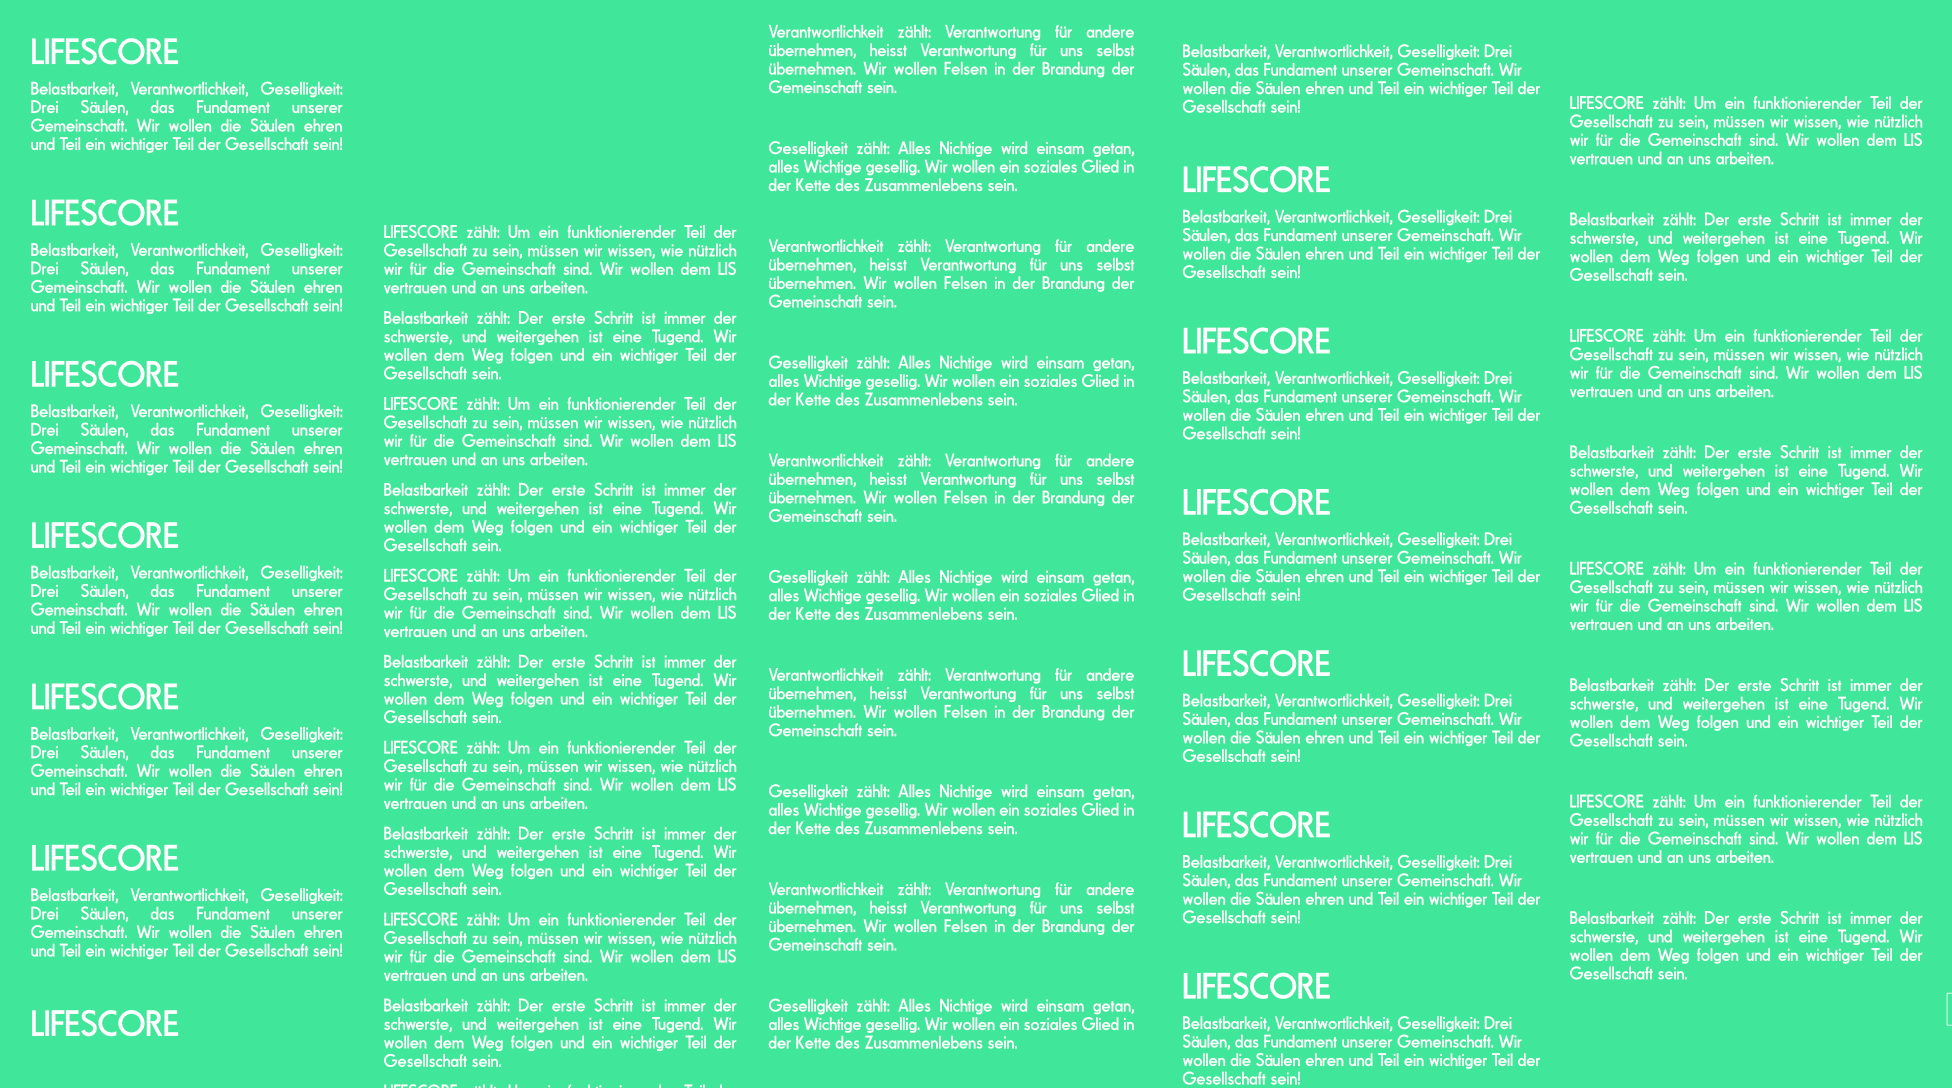 LIFESCORE
Belastbarkeit, Verantwortlichkeit, Geselligkeit:
Drei Säulen, das Fundament unserer
Gemeinschaft. Wir wollen die Säulen ehren
und Teil ein wichtiger Teil der Gesellschaft sein!
LIFESCORE
Belastbarkeit, Verantwortlichkeit, Geselligkeit:
Drei Säulen, das Fundament unserer
Gemeinschaft. Wir wollen die Säulen ehren
und Teil ein wichtiger Teil der Gesellschaft sein!
LIFESCORE
Belastbarkeit, Verantwortlichkeit, Geselligkeit:
Drei Säulen, das Fundament unserer
Gemeinschaft. Wir wollen die Säulen ehren
und Teil ein wichtiger Teil der Gesellschaft sein!
LIFESCORE
Belastbarkeit, Verantwortlichkeit, Geselligkeit:
Drei Säulen, das Fundament unserer
Gemeinschaft. Wir wollen die Säulen ehren
und Teil ein wichtiger Teil der Gesellschaft sein!
LIFESCORE
Belastbarkeit, Verantwortlichkeit, Geselligkeit:
Drei Säulen, das Fundament unserer
Gemeinschaft. Wir wollen die Säulen ehren
und Teil ein wichtiger Teil der Gesellschaft sein!
LIFESCORE
Belastbarkeit, Verantwortlichkeit, Geselligkeit:
Drei Säulen, das Fundament unserer
Gemeinschaft. Wir wollen die Säulen ehren
und Teil ein wichtiger Teil der Gesellschaft sein!
LIFESCORE
LIFESCORE zählt: Um ein funktionierender Teil der
Gesellschaft zu sein, müssen wir wissen, wie nützlich
wir für die Gemeinschaft sind. Wir wollen dem LIS
vertrauen und an uns arbeiten.
Belastbarkeit zählt: Der erste Schritt ist immer der
schwerste, und weitergehen ist eine Tugend. Wir
wollen dem Weg folgen und ein wichtiger Teil der
Gesellschaft sein.
LIFESCORE zählt: Um ein funktionierender Teil der
Gesellschaft zu sein, müssen wir wissen, wie nützlich
wir für die Gemeinschaft sind. Wir wollen dem LIS
vertrauen und an uns arbeiten.
Belastbarkeit zählt: Der erste Schritt ist immer der
schwerste, und weitergehen ist eine Tugend. Wir
wollen dem Weg folgen und ein wichtiger Teil der
Gesellschaft sein.
LIFESCORE zählt: Um ein funktionierender Teil der
Gesellschaft zu sein, müssen wir wissen, wie nützlich
wir für die Gemeinschaft sind. Wir wollen dem LIS
vertrauen und an uns arbeiten.
Belastbarkeit zählt: Der erste Schritt ist immer der
schwerste, und weitergehen ist eine Tugend. Wir
wollen dem Weg folgen und ein wichtiger Teil der
Gesellschaft sein.
LIFESCORE zählt: Um ein funktionierender Teil der
Gesellschaft zu sein, müssen wir wissen, wie nützlich
wir für die Gemeinschaft sind. Wir wollen dem LIS
vertrauen und an uns arbeiten.
Belastbarkeit zählt: Der erste Schritt ist immer der
schwerste, und weitergehen ist eine Tugend. Wir
wollen dem Weg folgen und ein wichtiger Teil der
Gesellschaft sein.
LIFESCORE zählt: Um ein funktionierender Teil der
Gesellschaft zu sein, müssen wir wissen, wie nützlich
wir für die Gemeinschaft sind. Wir wollen dem LIS
vertrauen und an uns arbeiten.
Belastbarkeit zählt: Der erste Schritt ist immer der
schwerste, und weitergehen ist eine Tugend. Wir
wollen dem Weg folgen und ein wichtiger Teil der
Gesellschaft sein.
Verantwortlichkeit zählt: Verantwortung für andere
übernehmen, heisst Verantwortung für uns selbst
übernehmen. Wir wollen Felsen in der Brandung der
Gemeinschaft sein.
Geselligkeit zählt: Alles Nichtige wird einsam getan,
alles Wichtige gesellig. Wir wollen ein soziales Glied in
der Kette des Zusammenlebens sein.
Verantwortlichkeit zählt: Verantwortung für andere
übernehmen, heisst Verantwortung für uns selbst
übernehmen. Wir wollen Felsen in der Brandung der
Gemeinschaft sein.
Geselligkeit zählt: Alles Nichtige wird einsam getan,
alles Wichtige gesellig. Wir wollen ein soziales Glied in
der Kette des Zusammenlebens sein.
Verantwortlichkeit zählt: Verantwortung für andere
übernehmen, heisst Verantwortung für uns selbst
übernehmen. Wir wollen Felsen in der Brandung der
Gemeinschaft sein.
Geselligkeit zählt: Alles Nichtige wird einsam getan,
alles Wichtige gesellig. Wir wollen ein soziales Glied in
der Kette des Zusammenlebens sein.
Verantwortlichkeit zählt: Verantwortung für andere
übernehmen, heisst Verantwortung für uns selbst
übernehmen. Wir wollen Felsen in der Brandung der
Gemeinschaft sein.
Geselligkeit zählt: Alles Nichtige wird einsam getan,
alles Wichtige gesellig. Wir wollen ein soziales Glied in
der Kette des Zusammenlebens sein.
Verantwortlichkeit zählt: Verantwortung für andere
übernehmen, heisst Verantwortung für uns selbst
übernehmen. Wir wollen Felsen in der Brandung der
Gemeinschaft sein.
Geselligkeit zählt: Alles Nichtige wird einsam getan,
alles Wichtige gesellig. Wir wollen ein soziales Glied in
der Kette des Zusammenlebens sein.
Belastbarkeit, Verantwortlichkeit, Geselligkeit: Drei
Säulen, das Fundament unserer Gemeinschaft. Wir
wollen die Säulen ehren und Teil ein wichtiger Teil der
Gesellschaft sein!
LIFESCORE
Belastbarkeit, Verantwortlichkeit, Geselligkeit: Drei
Säulen, das Fundament unserer Gemeinschaft. Wir
wollen die Säulen ehren und Teil ein wichtiger Teil der
Gesellschaft sein!
LIFESCORE
Belastbarkeit, Verantwortlichkeit, Geselligkeit: Drei
Säulen, das Fundament unserer Gemeinschaft. Wir
wollen die Säulen ehren und Teil ein wichtiger Teil der
Gesellschaft sein!
LIFESCORE
Belastbarkeit, Verantwortlichkeit, Geselligkeit: Drei
Säulen, das Fundament unserer Gemeinschaft. Wir
wollen die Säulen ehren und Teil ein wichtiger Teil der
Gesellschaft sein!
LIFESCORE
Belastbarkeit, Verantwortlichkeit, Geselligkeit: Drei
Säulen, das Fundament unserer Gemeinschaft. Wir
wollen die Säulen ehren und Teil ein wichtiger Teil der
Gesellschaft sein!
LIFESCORE
Belastbarkeit, Verantwortlichkeit, Geselligkeit: Drei
Säulen, das Fundament unserer Gemeinschaft. Wir
wollen die Säulen ehren und Teil ein wichtiger Teil der
Gesellschaft sein!
LIFESCORE
Belastbarkeit, Verantwortlichkeit, Geselligkeit: Drei
Säulen, das Fundament unserer Gemeinschaft. Wir
wollen die Säulen ehren und Teil ein wichtiger Teil der
Gesellschaft sein!
LIFESCORE zählt: Um ein funktionierender Teil der
Gesellschaft zu sein, müssen wir wissen, wie nützlich
wir für die Gemeinschaft sind. Wir wollen dem LIS
vertrauen und an uns arbeiten.
Belastbarkeit zählt: Der erste Schritt ist immer der
schwerste, und weitergehen ist eine Tugend. Wir
wollen dem Weg folgen und ein wichtiger Teil der
Gesellschaft sein.
LIFESCORE zählt: Um ein funktionierender Teil der
Gesellschaft zu sein, müssen wir wissen, wie nützlich
wir für die Gemeinschaft sind. Wir wollen dem LIS
vertrauen und an uns arbeiten.
Belastbarkeit zählt: Der erste Schritt ist immer der
schwerste, und weitergehen ist eine Tugend. Wir
wollen dem Weg folgen und ein wichtiger Teil der
Gesellschaft sein.
LIFESCORE zählt: Um ein funktionierender Teil der
Gesellschaft zu sein, müssen wir wissen, wie nützlich
wir für die Gemeinschaft sind. Wir wollen dem LIS
vertrauen und an uns arbeiten.
Belastbarkeit zählt: Der erste Schritt ist immer der
schwerste, und weitergehen ist eine Tugend. Wir
wollen dem Weg folgen und ein wichtiger Teil der
Gesellschaft sein.
LIFESCORE zählt: Um ein funktionierender Teil der
Gesellschaft zu sein, müssen wir wissen, wie nützlich
wir für die Gemeinschaft sind. Wir wollen dem LIS
vertrauen und an uns arbeiten.
Belastbarkeit zählt: Der erste Schritt ist immer der
schwerste, und weitergehen ist eine Tugend. Wir
wollen dem Weg folgen und ein wichtiger Teil der
Gesellschaft sein.